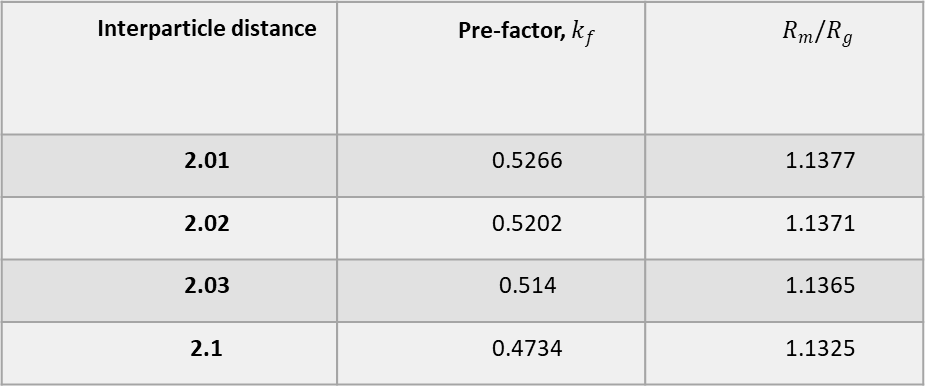 Interparticle distance Pre-factor, k_f R_m/R_g
2.01 0.5266 1.1377
2.02 0.5202 1.1371
2.03 0.514 1.1365
2.1 0.4734 1.1325